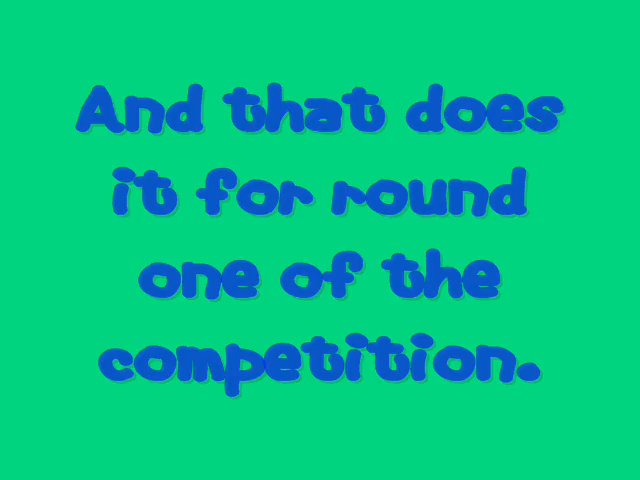 And that does
it for round
one of the
competition.